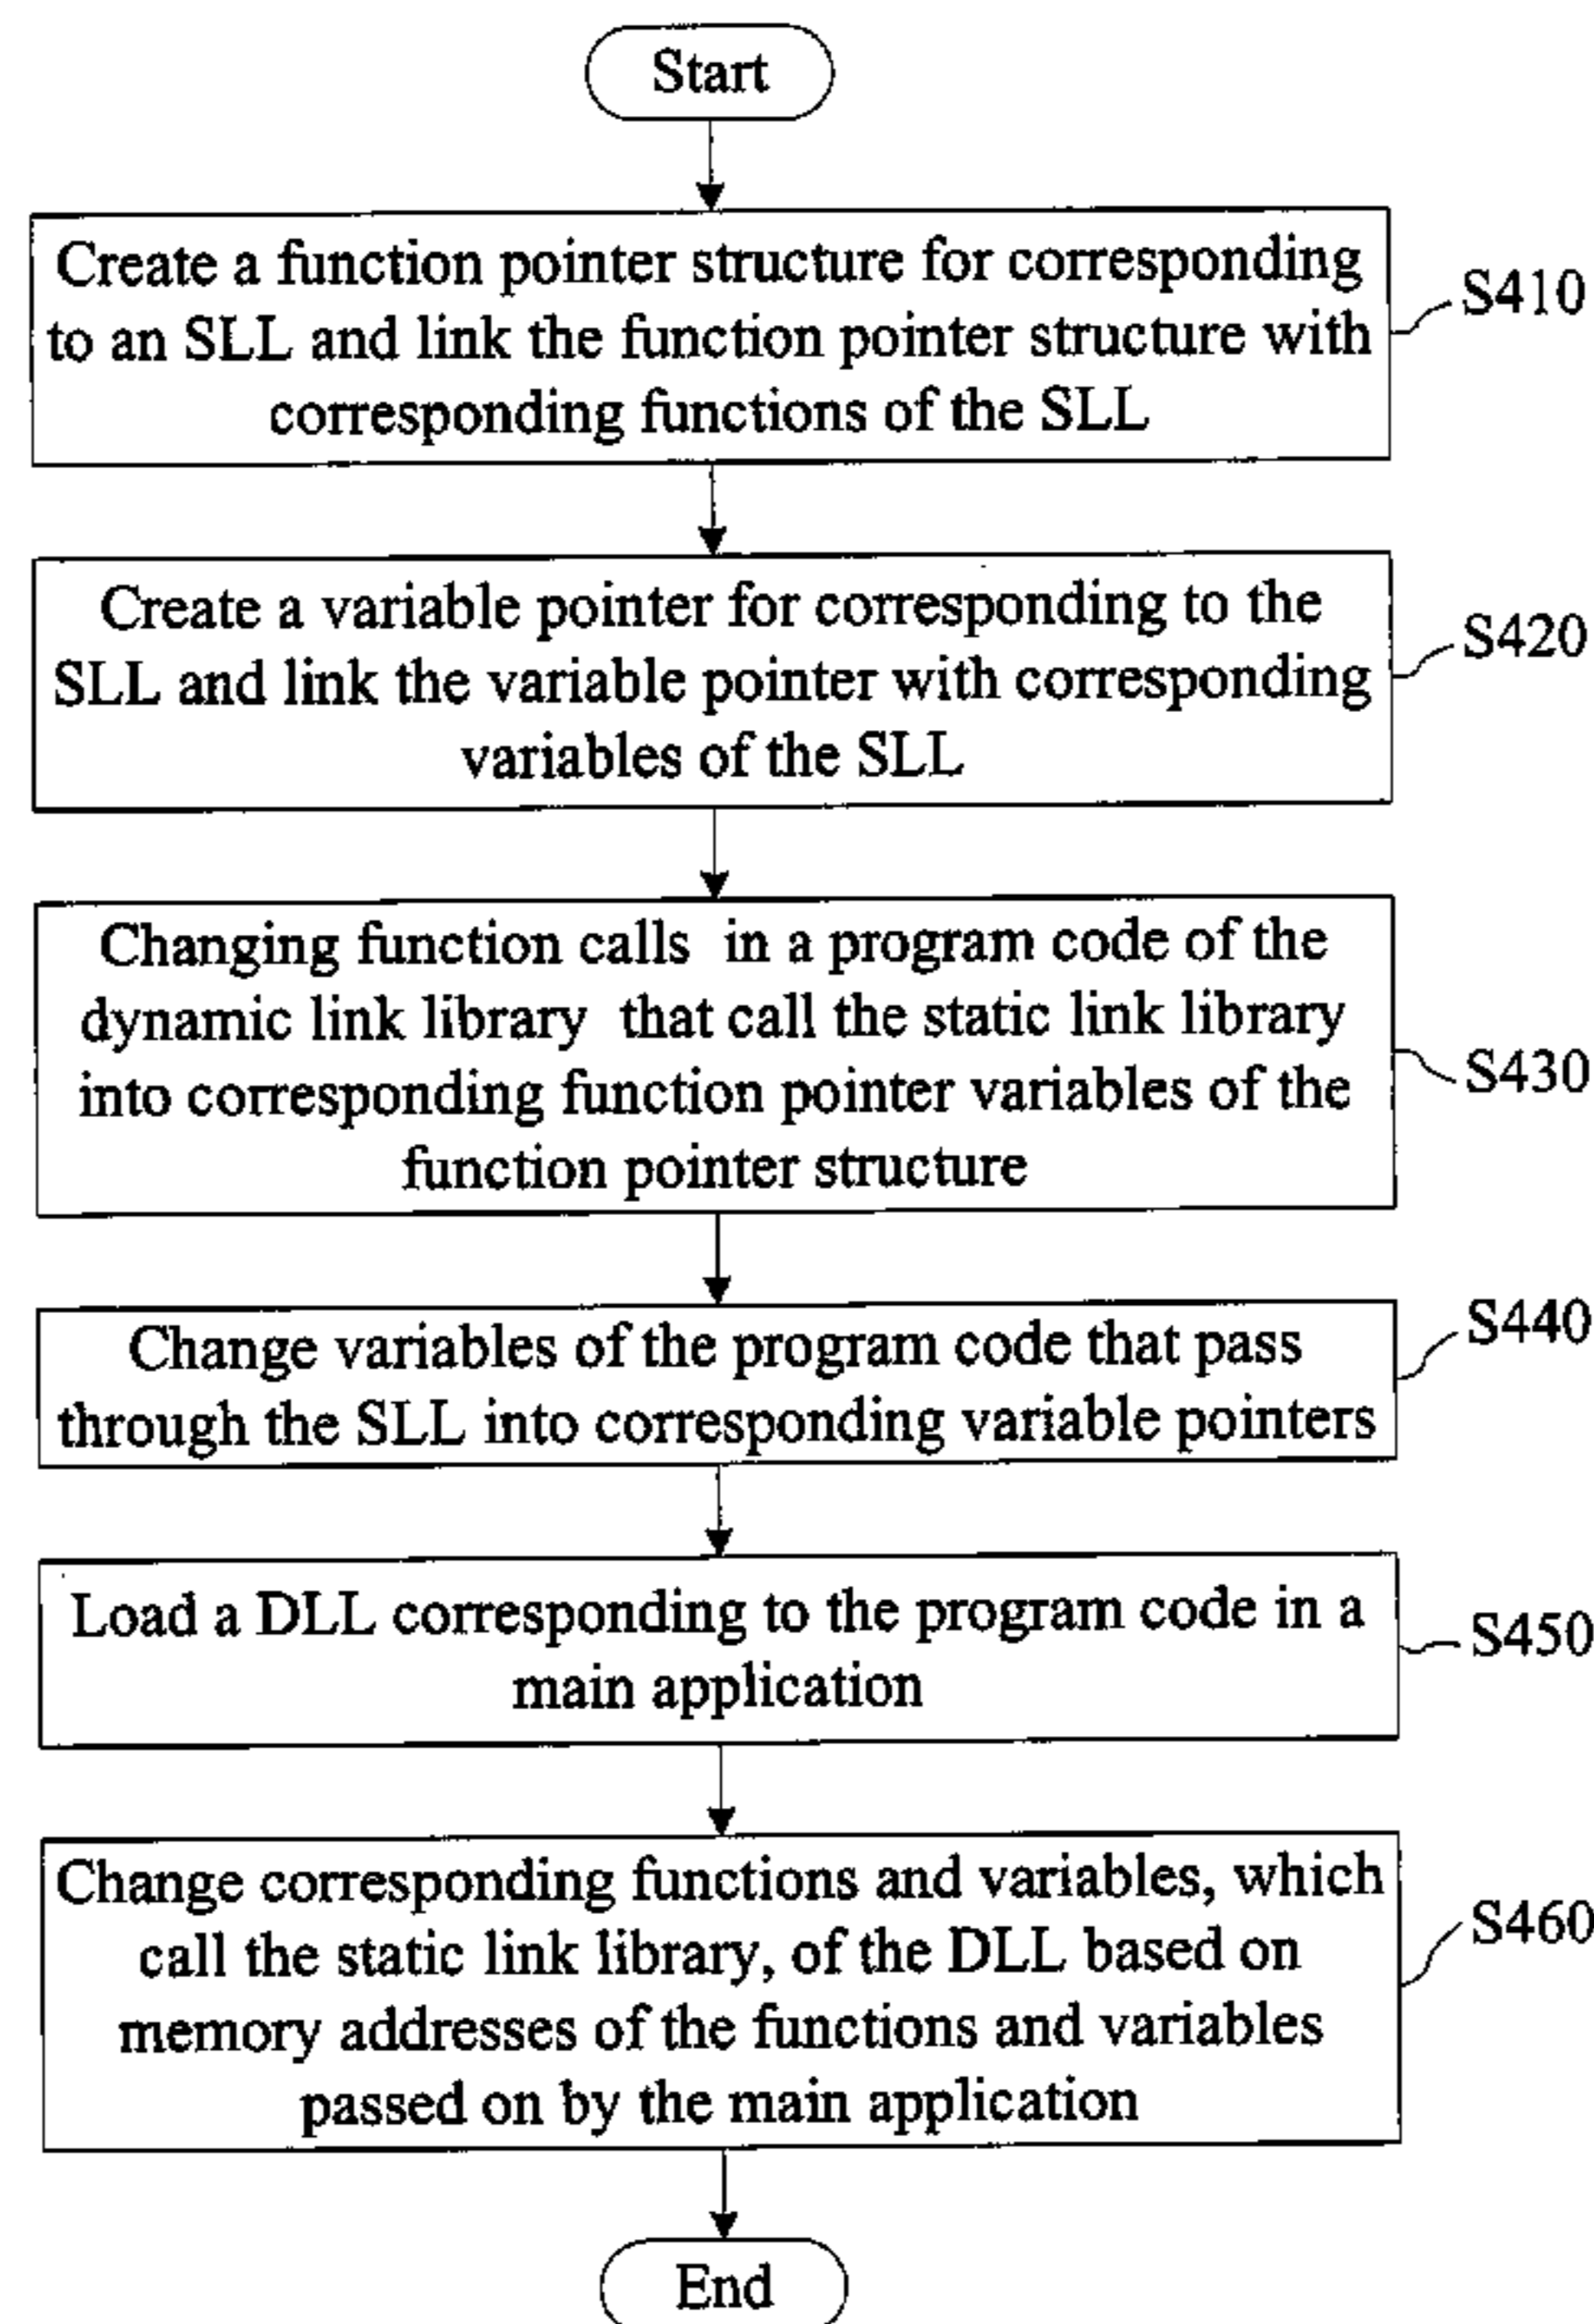 Start
Create a function pointer structure for corresponding
to an SLL and link the function pointer structure with
corresponding functions of the SLL
S410
Create a variable pointer for corresponding to the
SLL and link the variable pointer with corresponding
variables of the SLL
S420
Changing function calls in a program code of the
dynamic link library that call the static link library
into corresponding function pointer variables of the
function pointer structure
S430
Change variables of the program code that pass
through the SLL into corresponding variable pointers
S440
Load a DLL corresponding to the program code in a
main application
S450
Change corresponding functions and variables, which
call the static link library, of the DLL based on
memory addresses of the functions and variables
passed on by the main application
S460
End